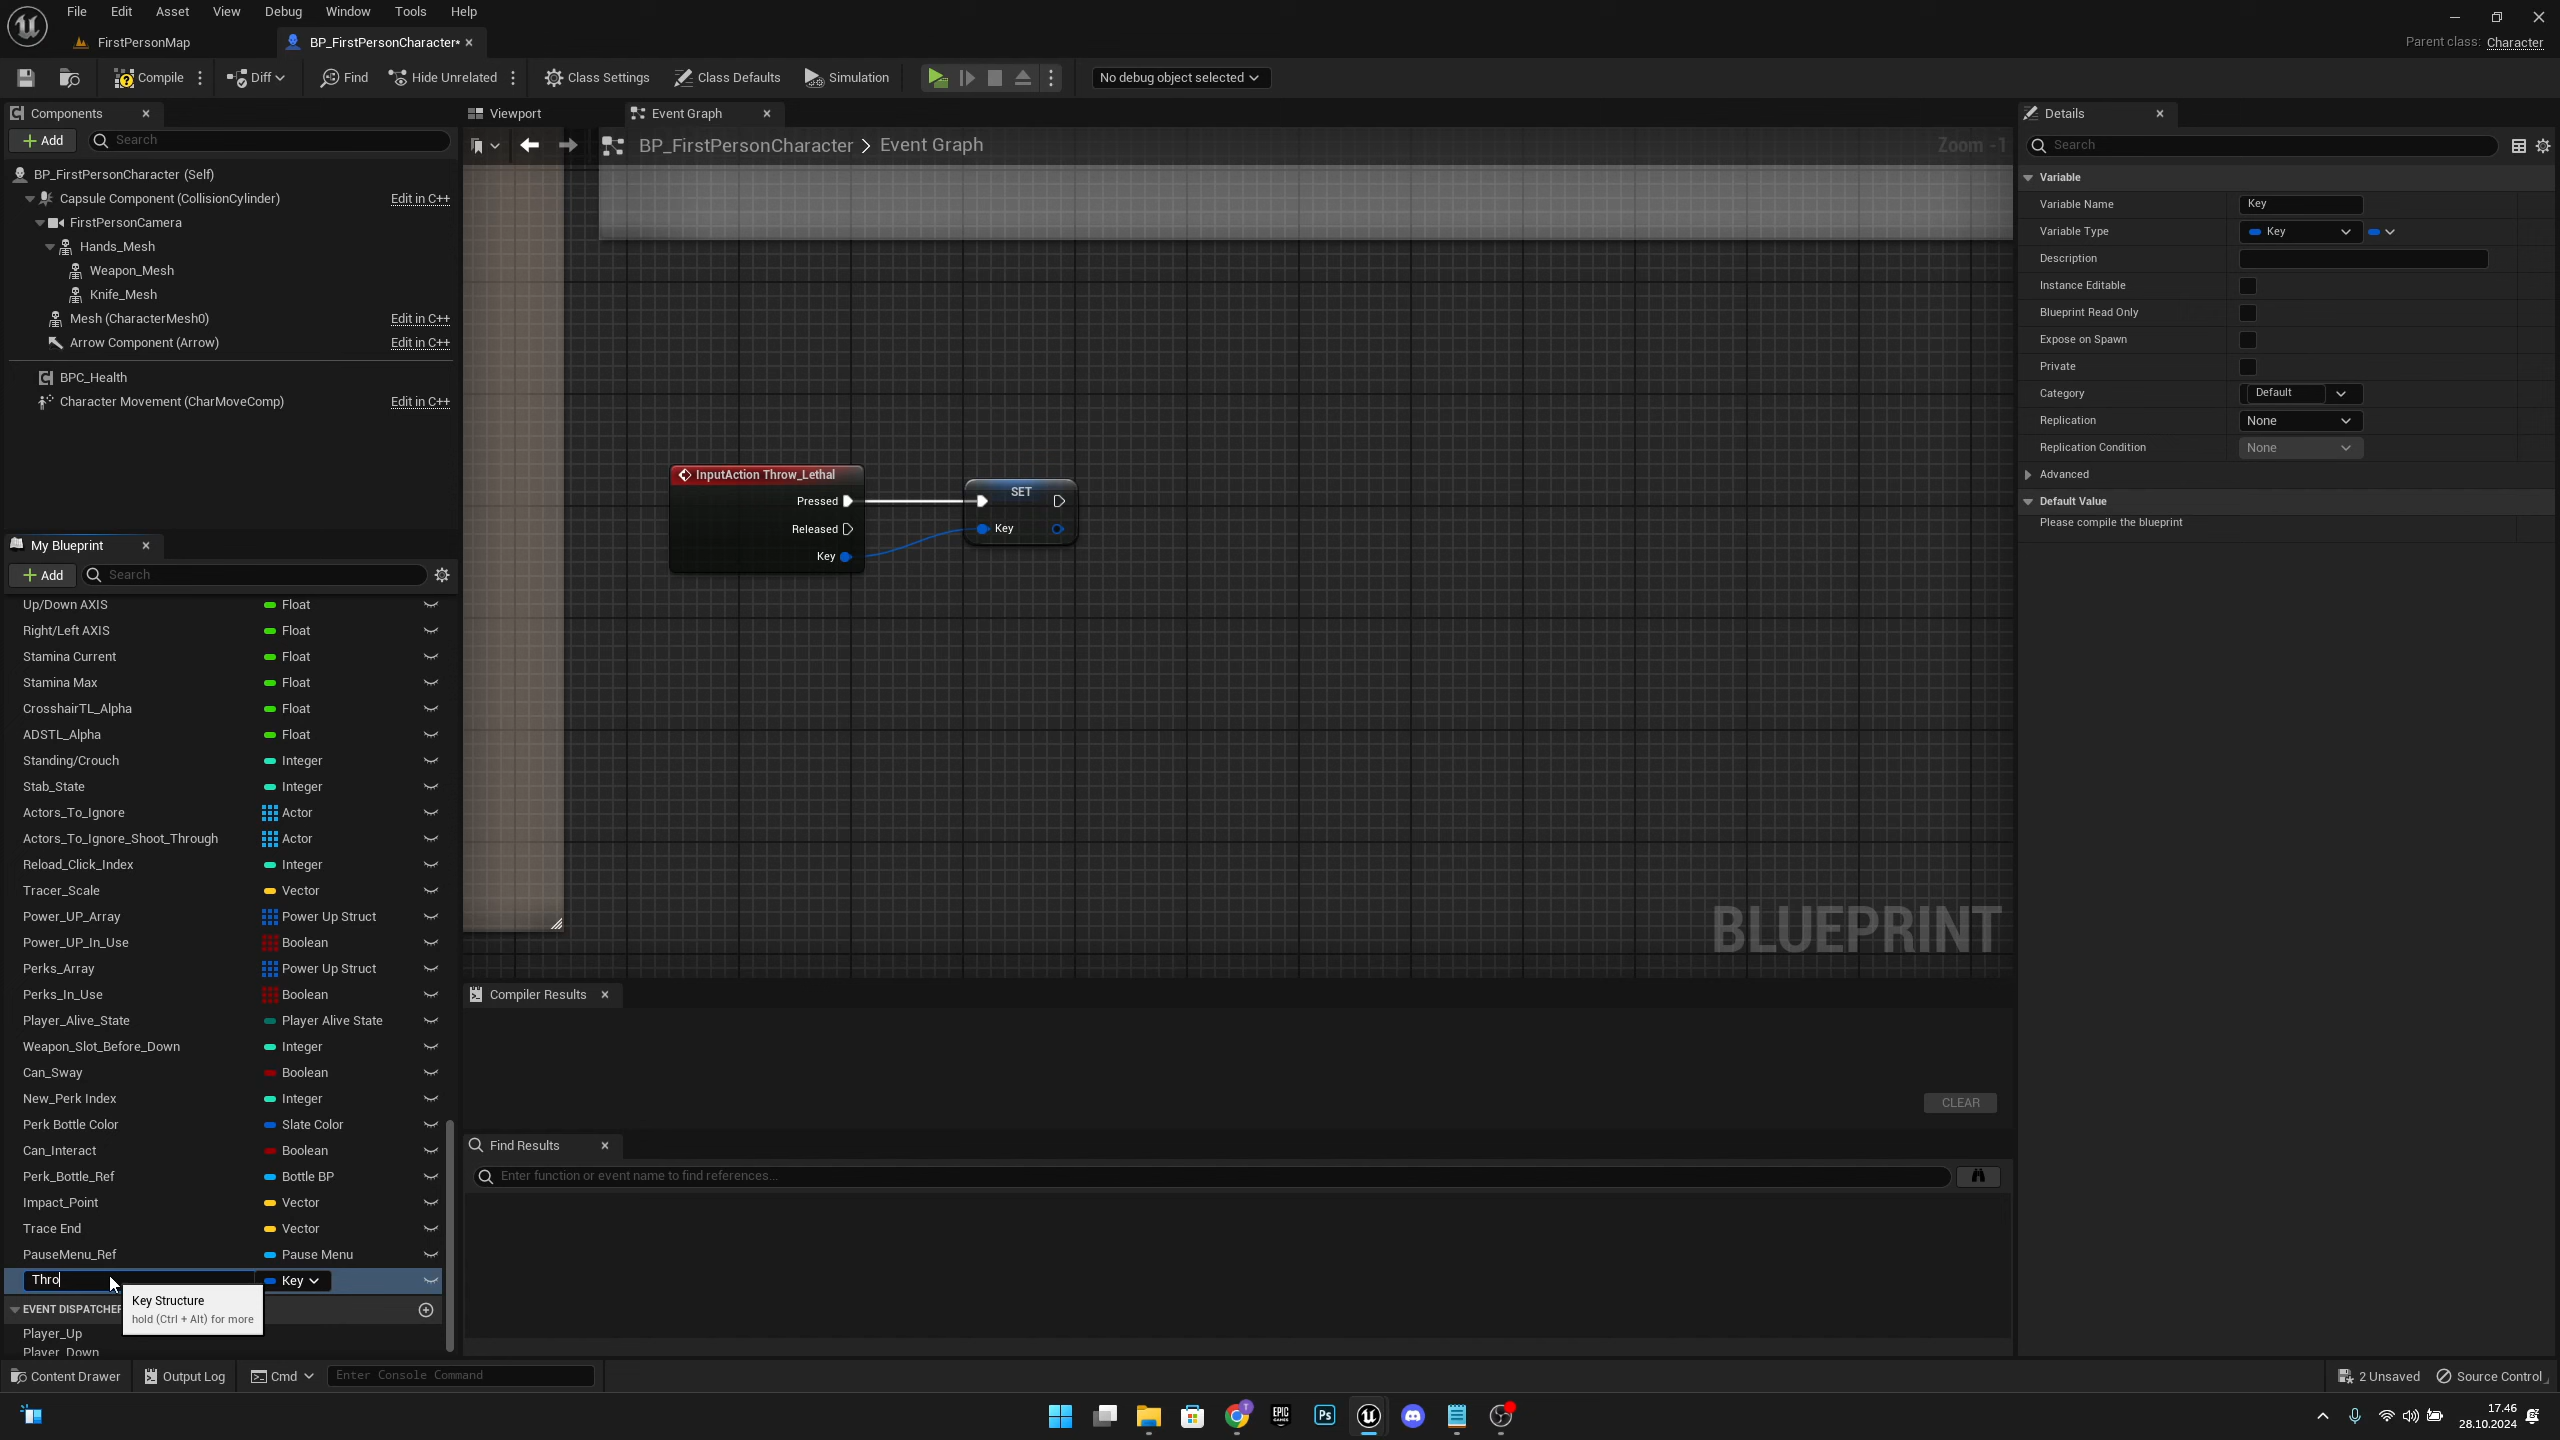 File Edit Asset View Debug Window Tools Help
FirstPersonMap
BP_FirstPersonCharacter*
Parent class: Character
Compile
Diff
Find
Hide Unrelated
Class Settings
Class Defaults
Simulation
No debug object selected
Components
Add
Search
BP_FirstPersonCharacter (Self)
Capsule Component (CollisionCylinder) Edit in C++
FirstPersonCamera
Hands_Mesh
Weapon_Mesh
Knife_Mesh
Mesh (CharacterMesh0) Edit in C++
Arrow Component (Arrow) Edit in C++
BPC_Health
Character Movement (CharMoveComp) Edit in C++
My Blueprint
Add
Search
Up/Down AXIS Float
Right/Left AXIS Float
Stamina Current Float
Stamina Max Float
CrosshairTL_Alpha Float
ADSTL_Alpha Float
Standing/Crouch Integer
Stab_State Integer
Actors_To_Ignore Actor
Actors_To_Ignore_Shoot_Through Actor
Reload_Click_Index Integer
Tracer_Scale Vector
Power_UP_Array Power Up Struct
Power_UP_In_Use Boolean
Perks_Array Power Up Struct
Perks_In_Use Boolean
Player_Alive_State Player Alive State
Weapon_Slot_Before_Down Integer
Can_Sway Boolean
New_Perk Index Integer
Perk Bottle Color Slate Color
Can_Interact Boolean
Perk_Bottle_Ref Bottle BP
Impact_Point Vector
Trace End Vector
PauseMenu_Ref Pause Menu
Thro Key
Key Structure
hold (Ctrl + Alt) for more
EVENT DISPATCHER
Player_Up
Player_Down
Viewport
Event Graph
BP_FirstPersonCharacter > Event Graph
Zoom -1
InputAction Throw_Lethal
Pressed
Released
Key
SET
Key
BLUEPRINT
Compiler Results
CLEAR
Find Results
Enter function or event name to find references...
Details
Search
Variable
Variable Name Key
Variable Type Key
Description
Instance Editable
Blueprint Read Only
Expose on Spawn
Private
Category Default
Replication None
Replication Condition None
Advanced
Default Value
Please compile the blueprint
Content Drawer
Output Log
Cmd
Enter Console Command
2 Unsaved
Source Control
EPIC
GAMES
Ps
T
17.46
28.10.2024